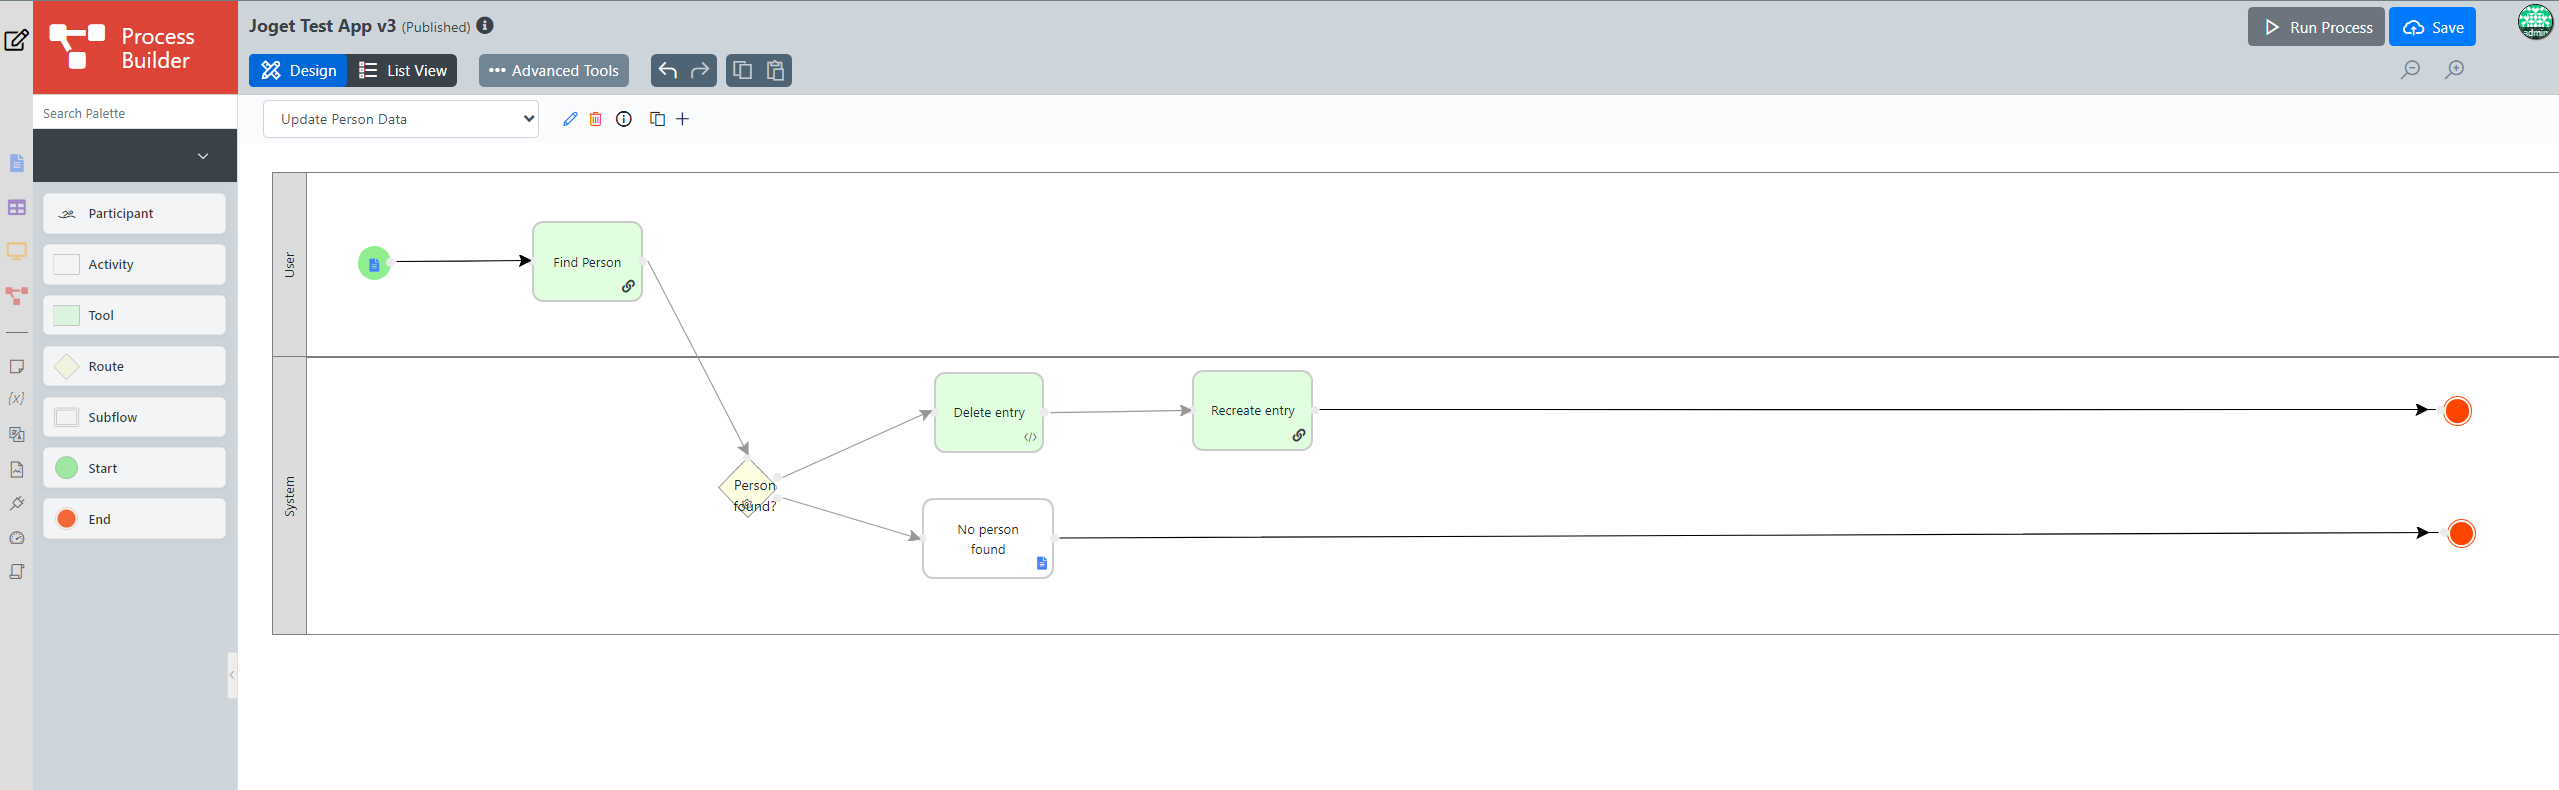 Process
Builder
Joget Test App v3 (Published)
Run Process
Save
admin
Design
List View
Advanced Tools
Search Palette
Update Person Data
Participant
Activity
Tool
Route
Subflow
Start
End
{x}
User
Find Person
System
Person
found?
Delete entry
</>
Recreate entry
No person
found